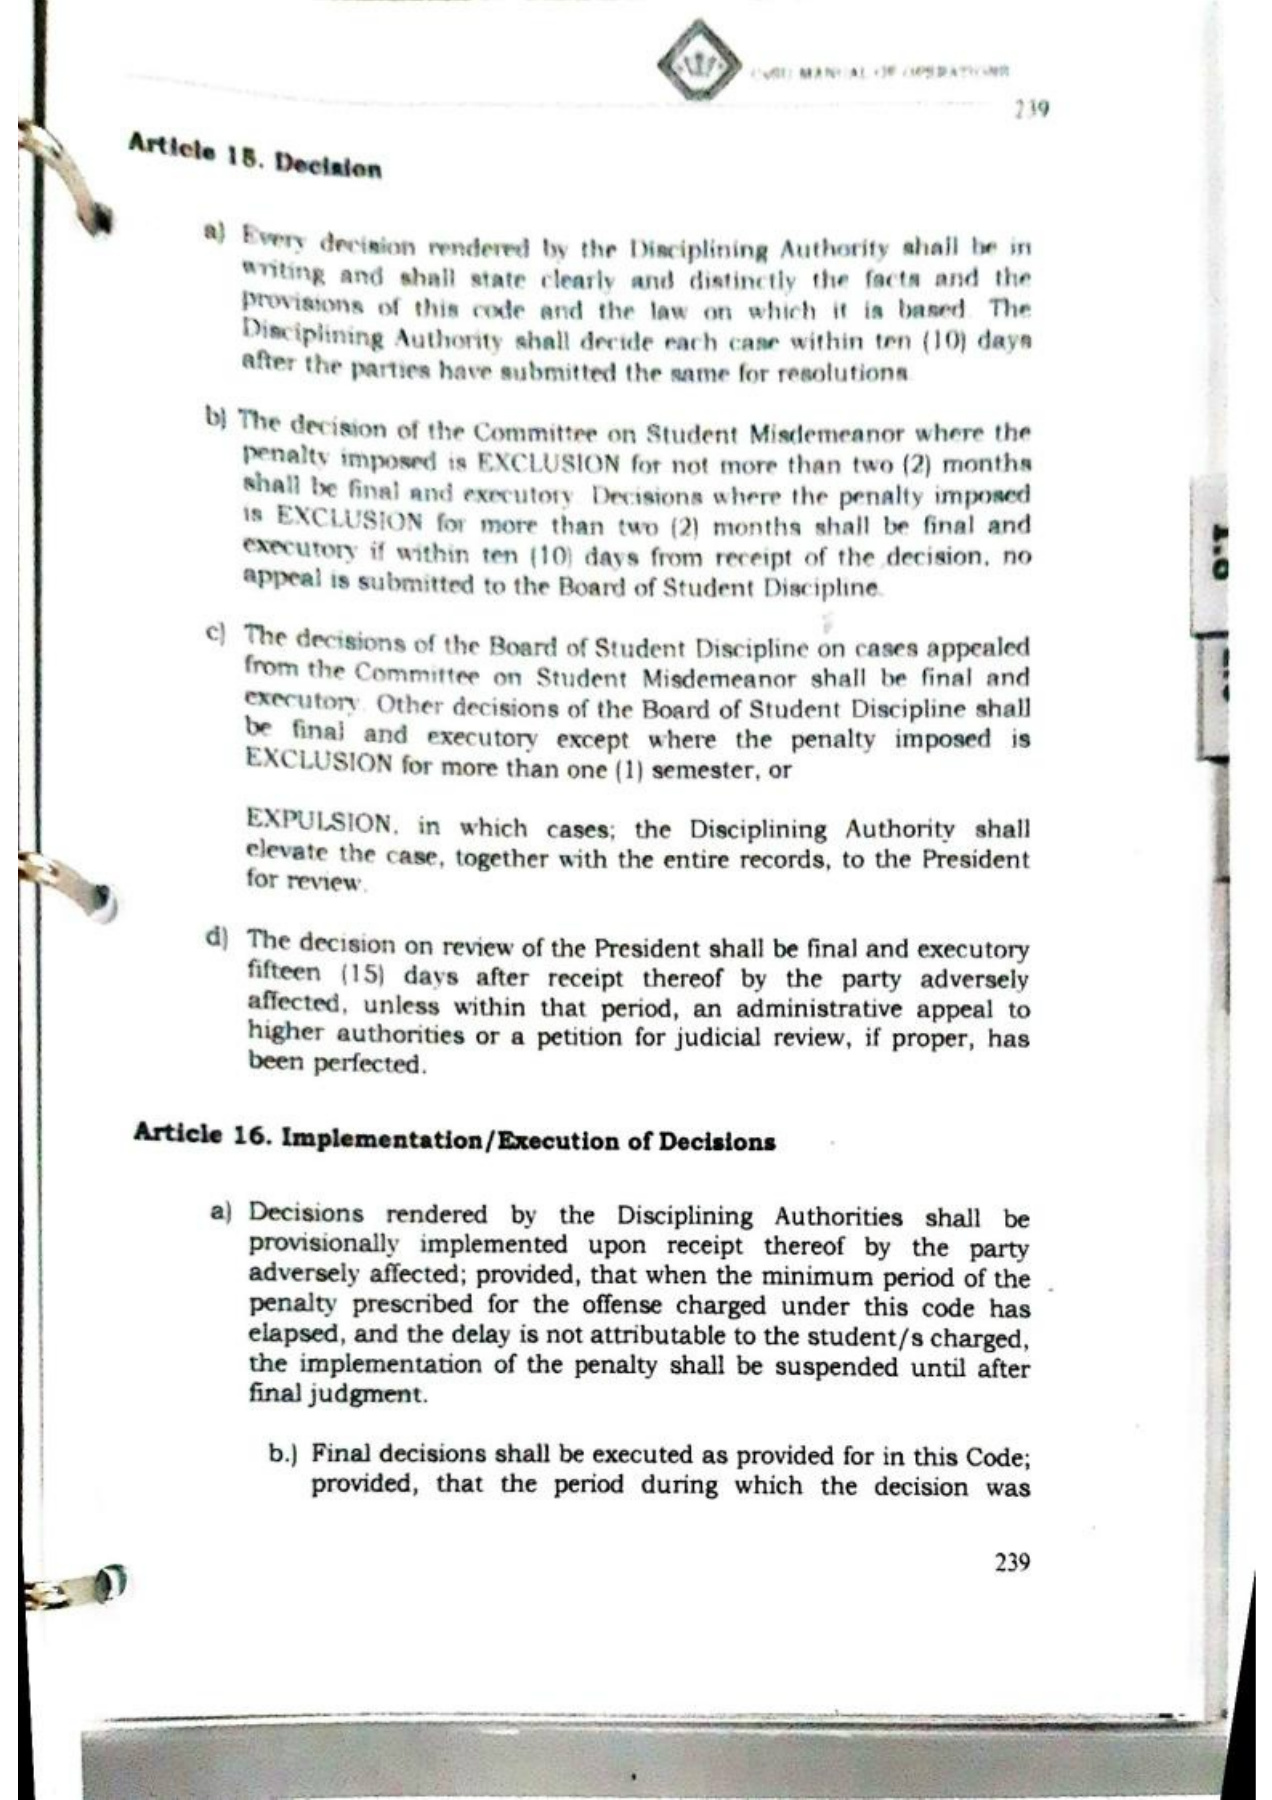 MANUAL OF OPERATIONS
239
Article 15. Decision
a) Every decision rendered by the Disciplining Authority shall be in
writing and shall state clearly and distinctly the facts and the
provisions of this code and the law on which it is based. The
Disciplining Authority shall decide each case within ten (10) days
after the parties have submitted the same for resolutions.
b) The decision of the Committee on Student Misdemeanor where the
penalty imposed is EXCLUSION for not more than two (2) months
shall be final and executory. Decisions where the penalty imposed
is EXCLUSION for more than two (2) months shall be final and
executory if within ten (10) days from receipt of the decision, no
appeal is submitted to the Board of Student Discipline.
c) The decisions of the Board of Student Discipline on cases appealed
from the Committee on Student Misdemeanor shall be final and
executory. Other decisions of the Board of Student Discipline shall
be final and executory except where the penalty imposed is
EXCLUSION for more than one (1) semester, or
EXPULSION, in which cases; the Disciplining Authority shall
elevate the case, together with the entire records, to the President
for review.
d) The decision on review of the President shall be final and executory
fifteen (15) days after receipt thereof by the party adversely
affected, unless within that period, an administrative appeal to
higher authorities or a petition for judicial review, if proper, has
been perfected.
Article 16. Implementation/Execution of Decisions
a) Decisions rendered by the Disciplining Authorities shall be
provisionally implemented upon receipt thereof by the party
adversely affected; provided, that when the minimum period of the
penalty prescribed for the offense charged under this code has
elapsed, and the delay is not attributable to the student/s charged,
the implementation of the penalty shall be suspended until after
final judgment.
b.) Final decisions shall be executed as provided for in this Code;
provided, that the period during which the decision was
239